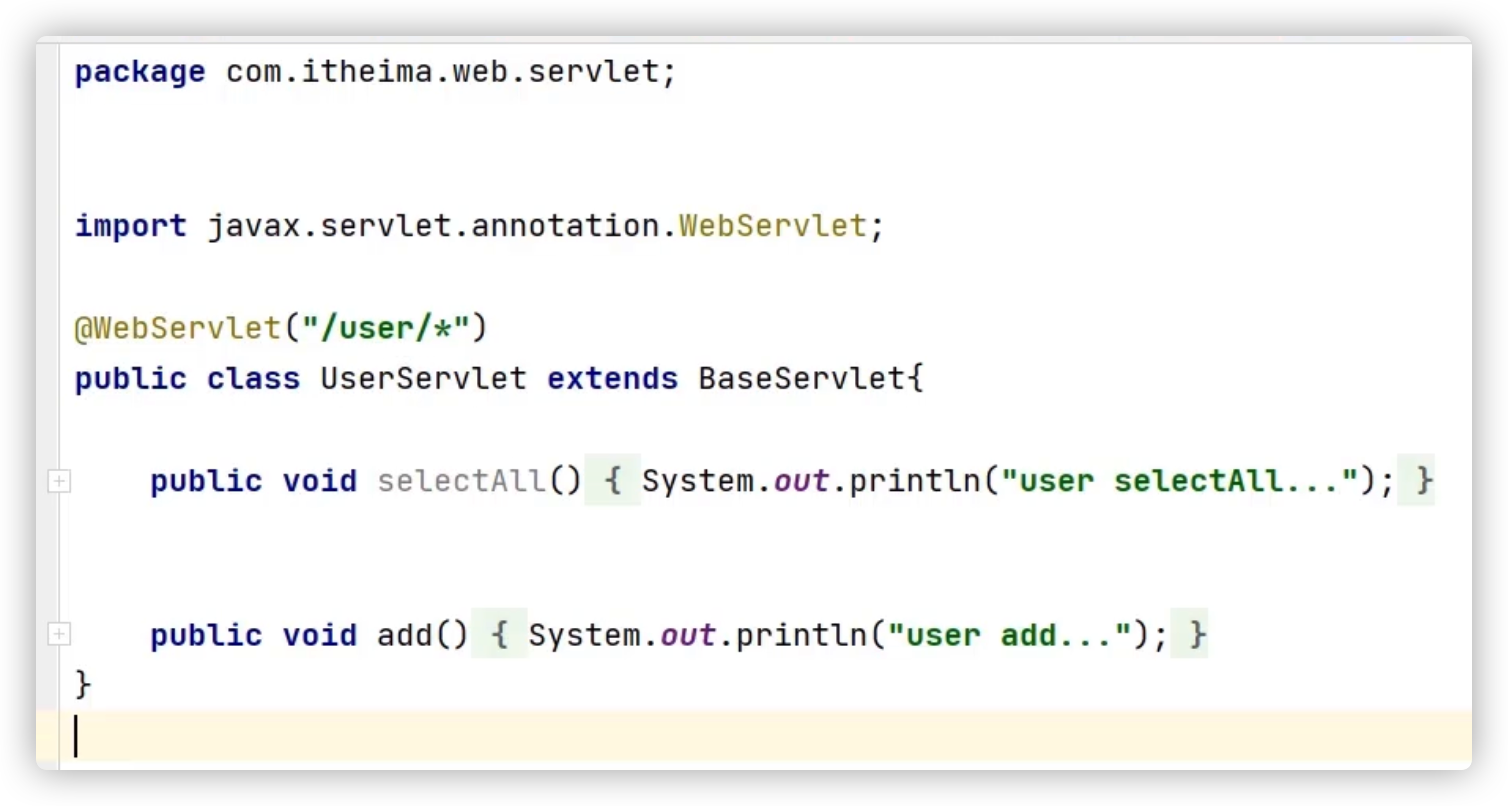 package com.itheima.web.servlet;
import javax.servlet.annotation.WebServlet;
@WebServlet("/user/*")
public class UserServlet extends BaseServlet{
public void selectAll() { System.out.println("user selectAll..."); }
public void add() { System.out.println("user add..."); }
}